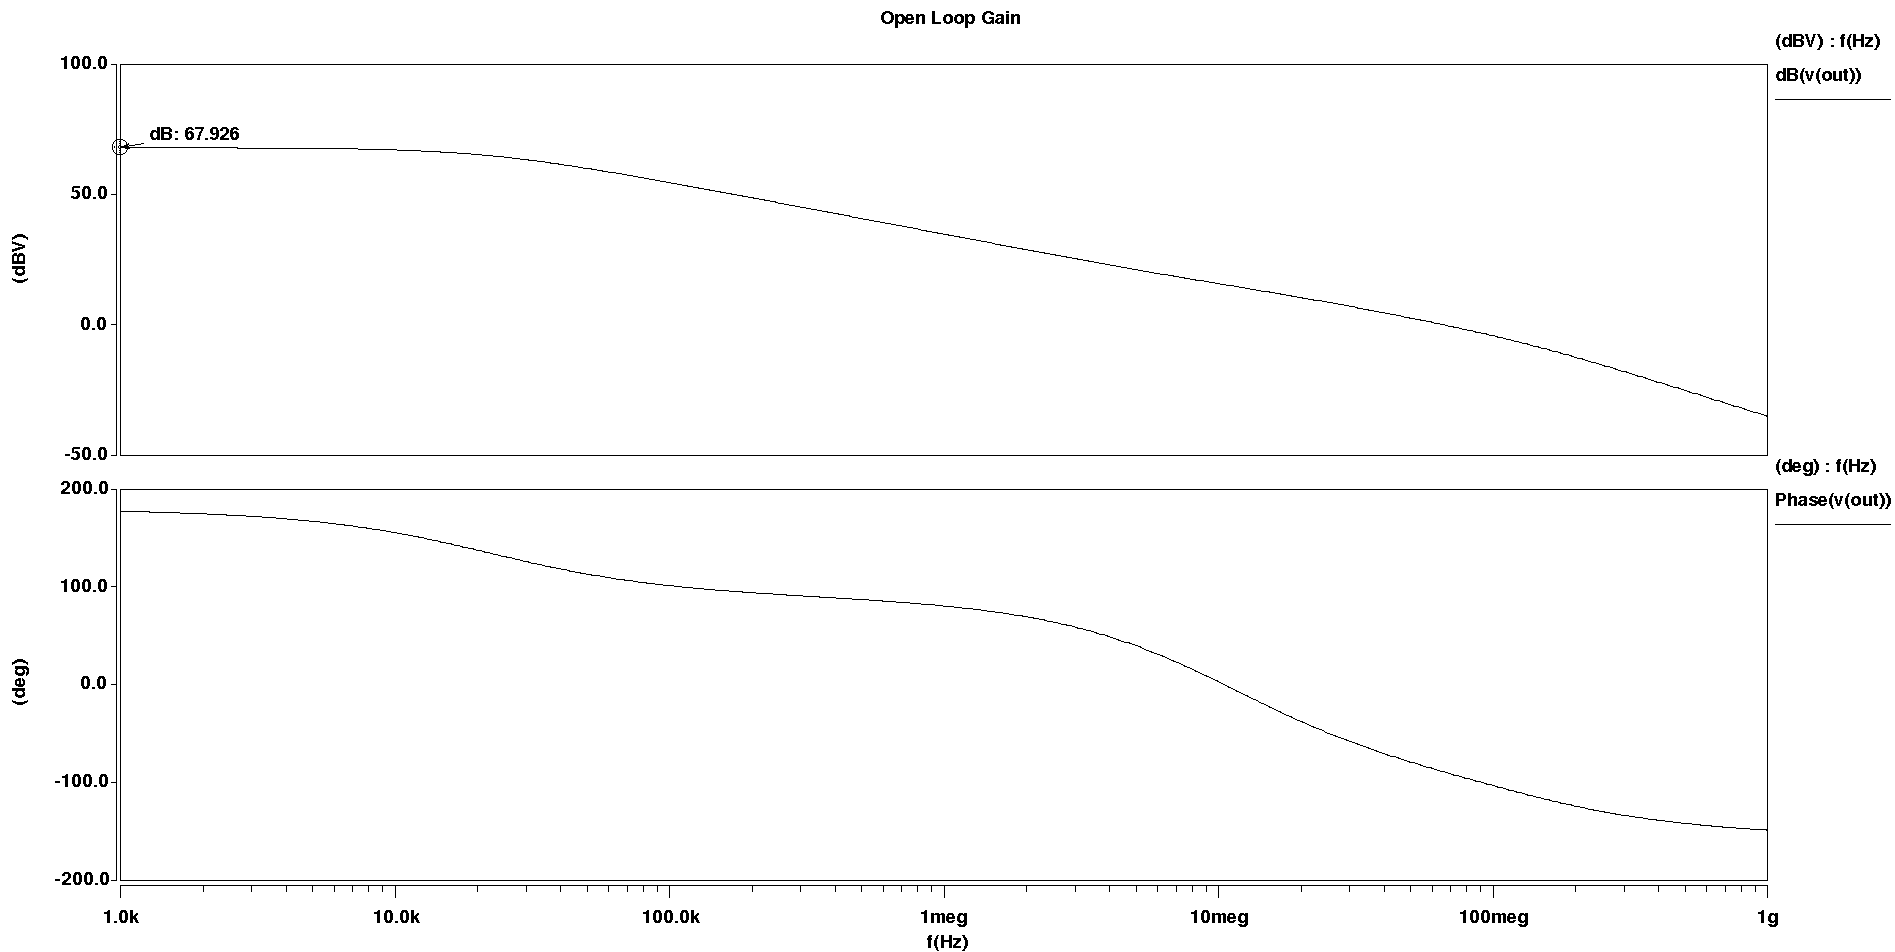 Open Loop Gain
(dBV) : f(Hz)
dB(v(out))
100.0
dB: 67.926
50.0
(dBV)
0.0
-50.0
(deg) : f(Hz)
Phase(v(out))
200.0
100.0
(deg)
0.0
-100.0
-200.0
1.0k 10.0k 100.0k 1meg 10meg 100meg 1g
f(Hz)